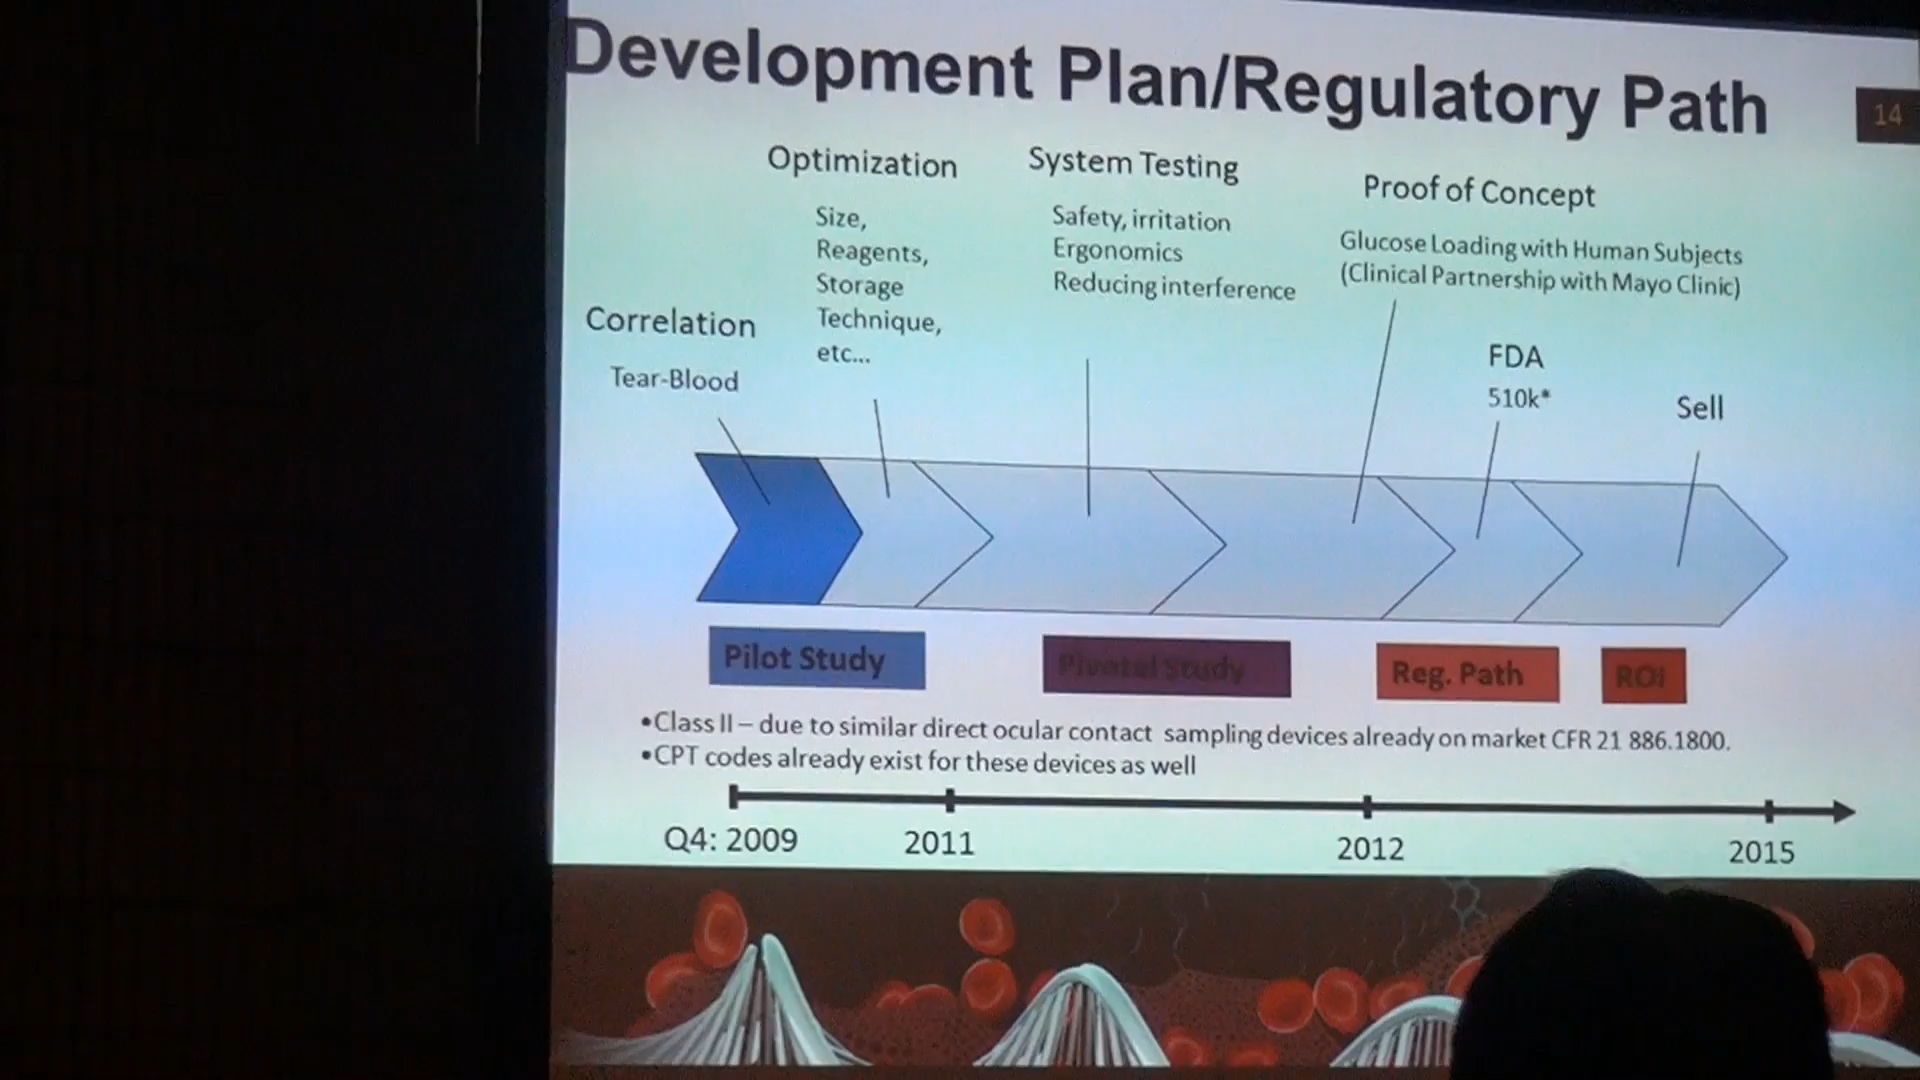 Development Plan/Regulatory Path
14
Optimization
Size,
Reagents,
Storage
Technique,
etc...
System Testing
Safety, irritation
Ergonomics
Reducing interference
Proof of Concept
Glucose Loading with Human Subjects
(Clinical Partnership with Mayo Clinic)
Correlation
Tear-Blood
FDA
510k*
Sell
Pilot Study
Pivotal Study
Reg. Path
ROI
•Class II – due to similar direct ocular contact sampling devices already on market CFR 21 886.1800.
•CPT codes already exist for these devices as well
Q4: 2009
2011
2012
2015